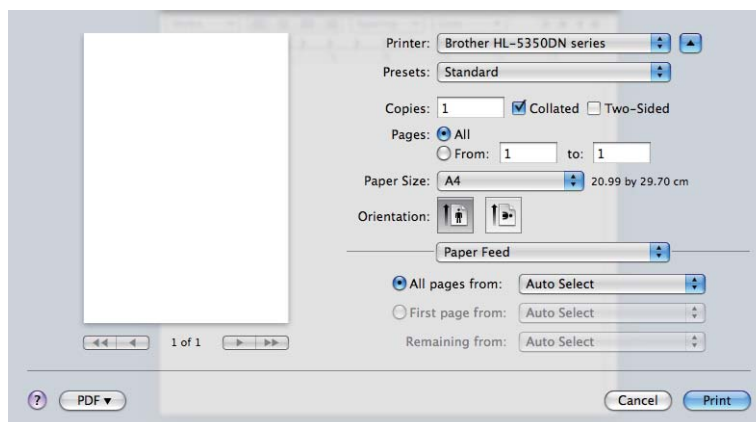 Printer: Brother HL-5350DN series
Presets: Standard
Copies: 1 Collated Two-Sided
Pages: All
From: 1 to: 1
Paper Size: A4 20.99 by 29.70 cm
Orientation:
Paper Feed
All pages from: Auto Select
First page from: Auto Select
Remaining from: Auto Select
1 of 1
? PDF▾ Cancel Print